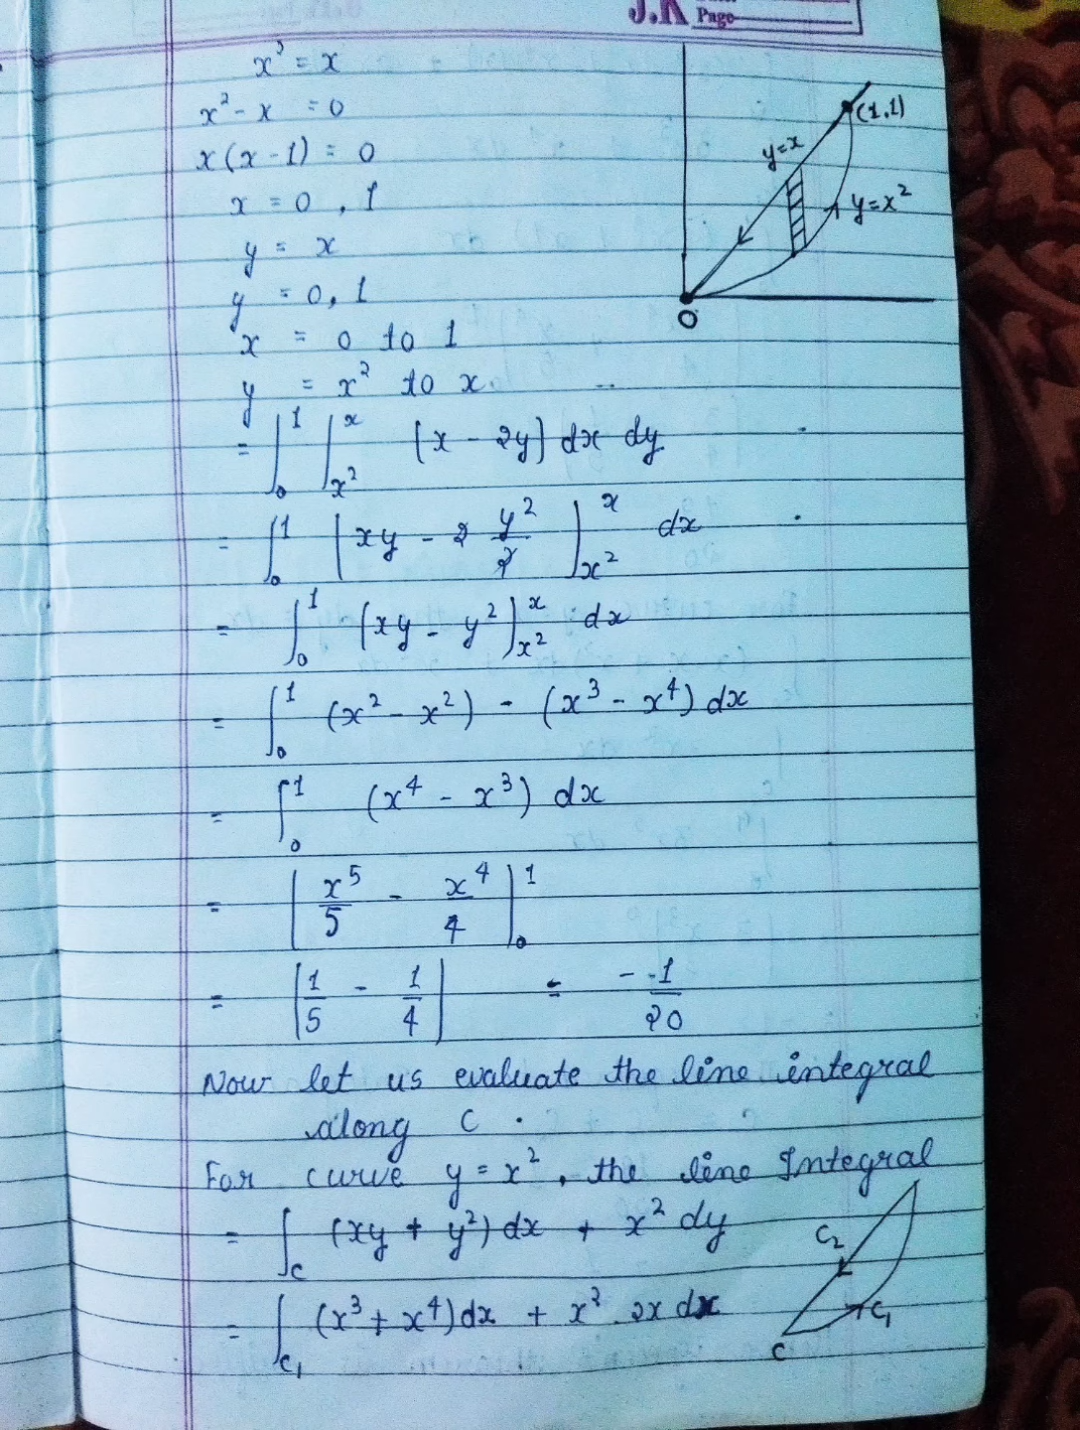 J.K Page
x² = x
x² - x = 0
x(x-1) = 0
x = 0, 1
y = x
y = 0, 1
x = 0 to 1
y = x² to x.
(1,1)
y=x
y=x²
O
= ∫₀¹ ∫ₓ²ˣ (x - 2y) dx dy
= ∫₀¹ [xy - 2 y²/2]ₓ²ˣ dx
= ∫₀¹ (xy - y²)ₓ²ˣ dx
= ∫₀¹ (x² - x²) - (x³ - x⁴) dx
= ∫₀¹ (x⁴ - x³) dx
= [x⁵/5 - x⁴/4]₀¹
= |1/5 - 1/4| = - -1/20
Now let us evaluate the line integral
along C.
For curve y = x², the line Integral
= ∫_C (xy + y²) dx + x² dy
= ∫_C₁ (x³ + x⁴) dx + x² . 2x dx
C₂
C₁
C